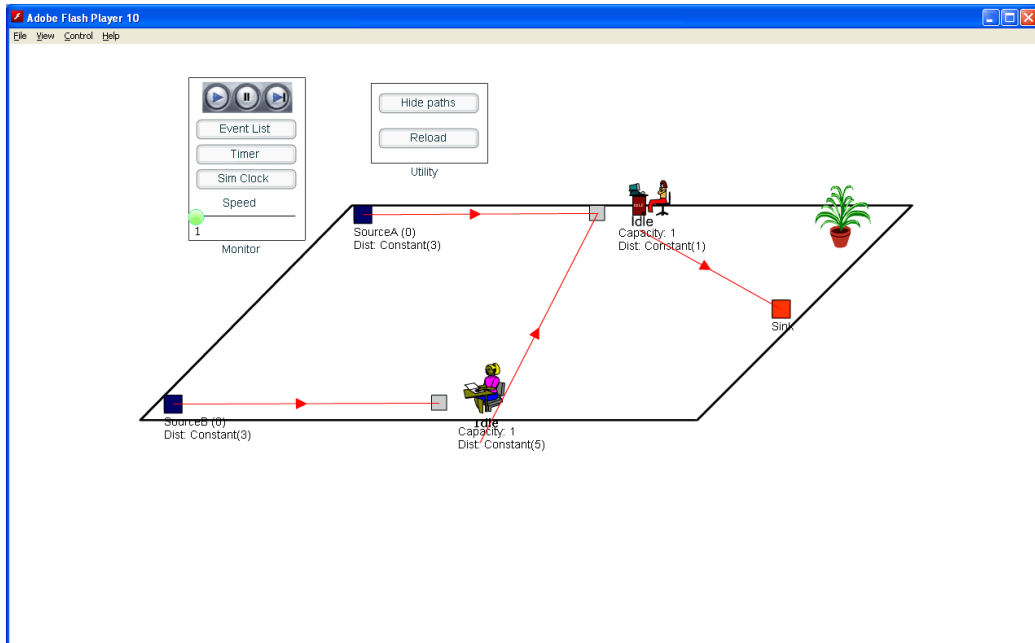 Adobe Flash Player 10
File View Control Help
Event List
Timer
Sim Clock
Speed
1
Monitor
Hide paths
Reload
Utility
SourceA (0)
Dist: Constant(3)
Idle
Capacity: 1
Dist: Constant(1)
Sink
SourceB (0)
Dist: Constant(3)
Idle
Capacity: 1
Dist: Constant(5)